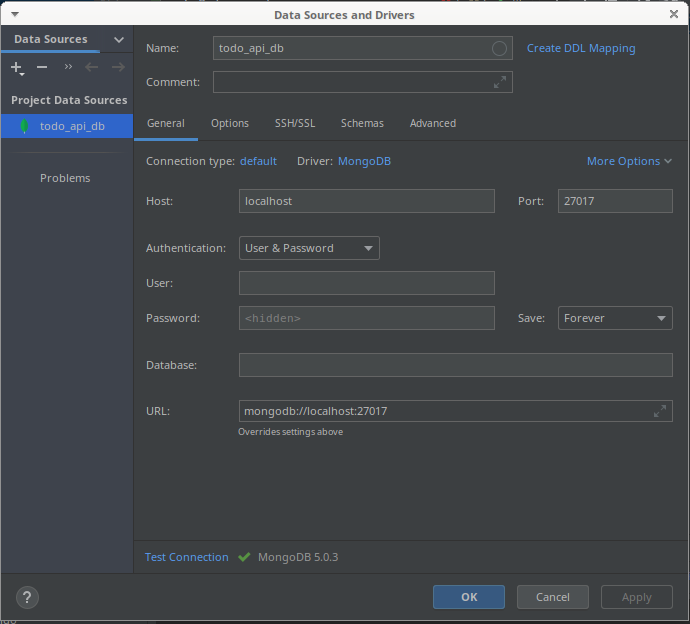 Data Sources and Drivers
Data Sources
Name: todo_api_db Create DDL Mapping
Comment:
Project Data Sources
todo_api_db
Problems
General Options SSH/SSL Schemas Advanced
Connection type: default Driver: MongoDB More Options
Host: localhost Port: 27017
Authentication: User & Password
User:
Password: <hidden> Save: Forever
Database:
URL: mongodb://localhost:27017
Overrides settings above
Test Connection MongoDB 5.0.3
? OK Cancel Apply